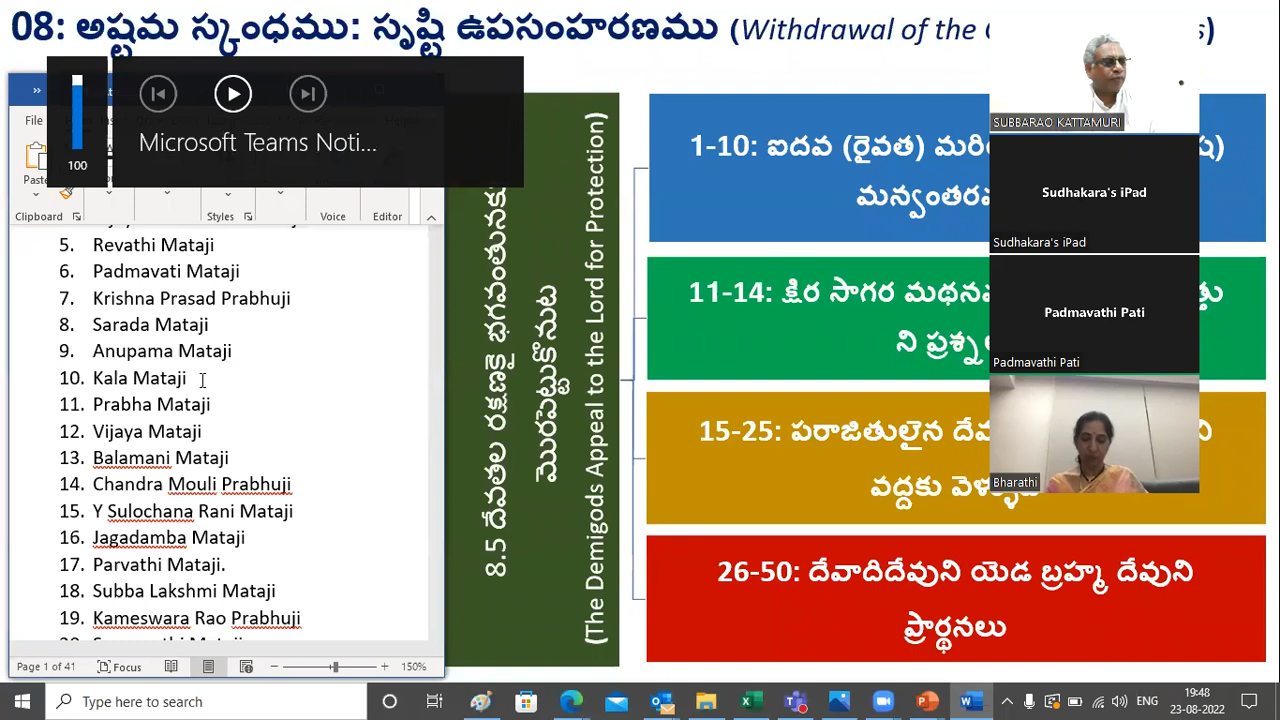 08: అష్టమ స్కంధము: సృష్టి ఉపసంహరణము (Withdrawal of the
100
Microsoft Teams Noti...
File
Paste
Clipboard
Styles
Voice
Editor
5. Revathi Mataji
6. Padmavati Mataji
7. Krishna Prasad Prabhuji
8. Sarada Mataji
9. Anupama Mataji
10. Kala Mataji
11. Prabha Mataji
12. Vijaya Mataji
13. Balamani Mataji
14. Chandra Mouli Prabhuji
15. Y Sulochana Rani Mataji
16. Jagadamba Mataji
17. Parvathi Mataji.
18. Subba Lakshmi Mataji
19. Kameswara Rao Prabhuji
Page 1 of 41
Focus
150%
8.5 దేవతల రక్షణకై భగవంతునకు
మొరపెట్టుకొనుట
(The Demigods Appeal to the Lord for Protection)
1-10: ఐదవ (రైవత)
మన్వంతర
11-14: క్షీర సాగర
ని ప్రశ్న
15-25: పరాజితులైన
వద్దకు
26-50: దేవాదిదేవుని యెడ బ్రహ్మ దేవుని
ప్రార్థనలు
SUBBARAO KATTAMURI
Sudhakara's iPad
Sudhakara's iPad
Padmavathi Pati
Padmavathi Pati
Bharathi
Type here to search
ENG
19:48
23-08-2022